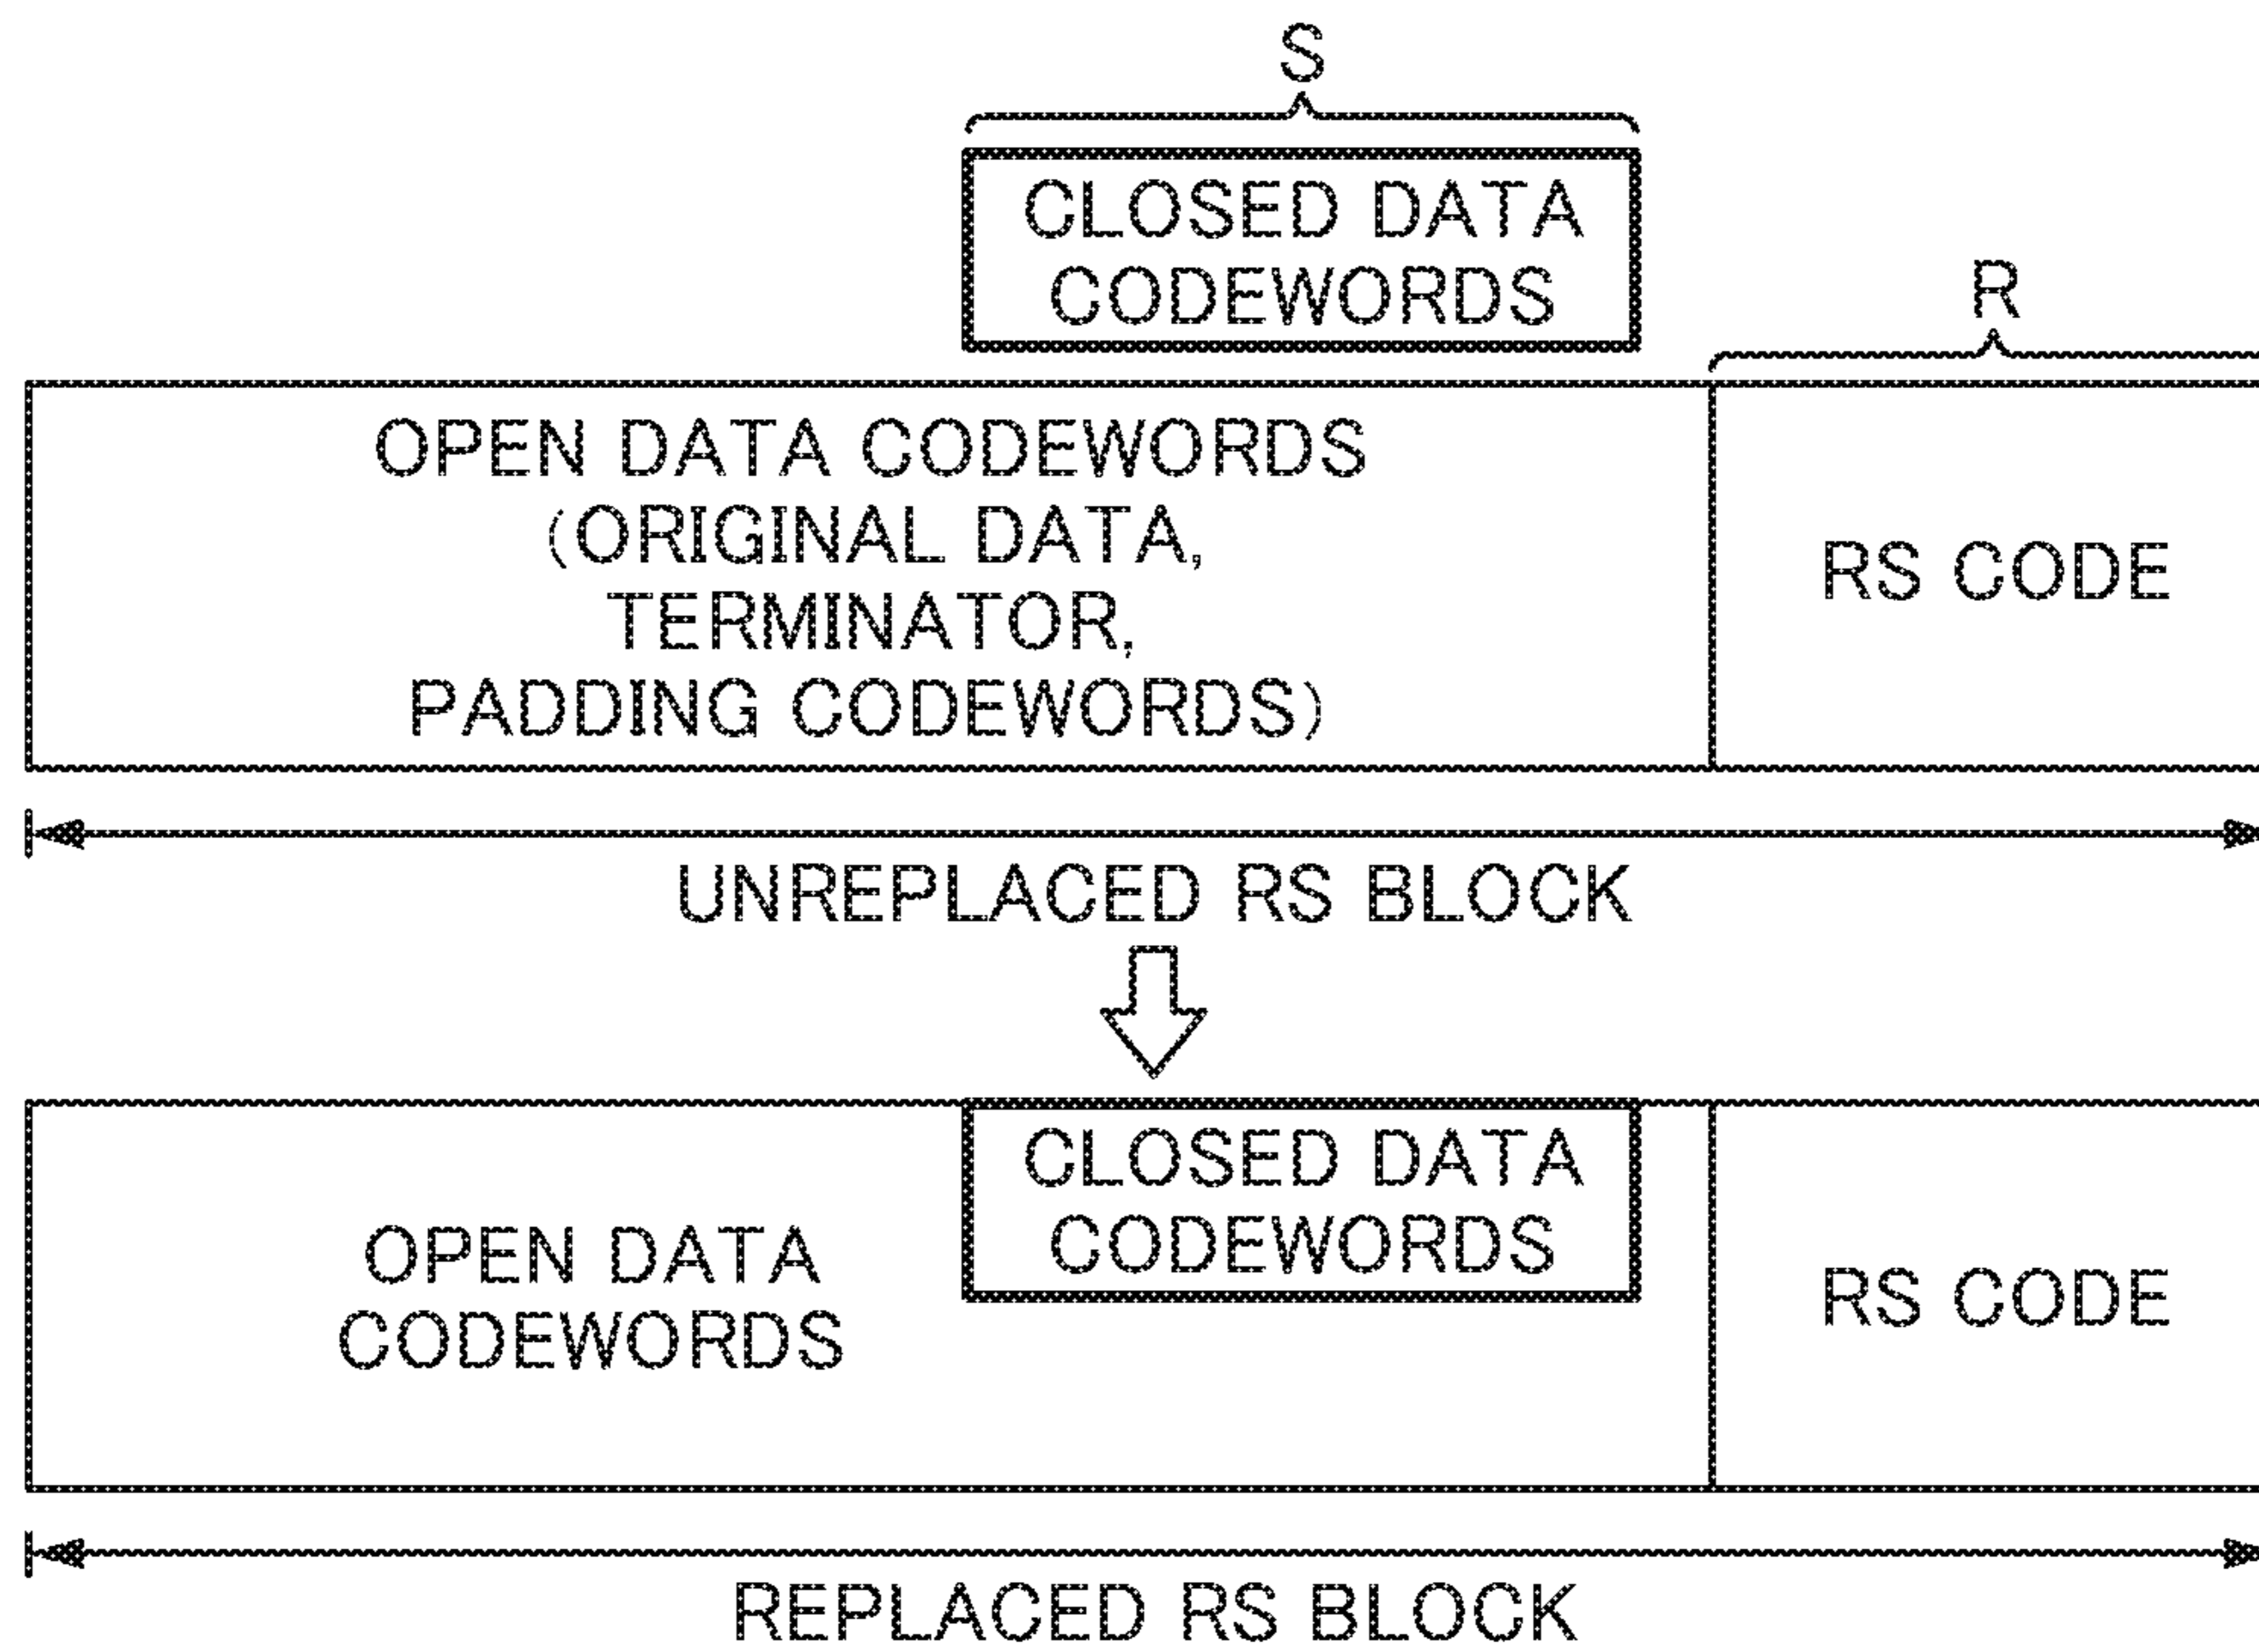 S
CLOSED DATA
CODEWORDS
R
OPEN DATA CODEWORDS
(ORIGINAL DATA,
TERMINATOR,
PADDING CODEWORDS)
RS CODE
UNREPLACED RS BLOCK
CLOSED DATA
CODEWORDS
OPEN DATA
CODEWORDS
RS CODE
REPLACED RS BLOCK